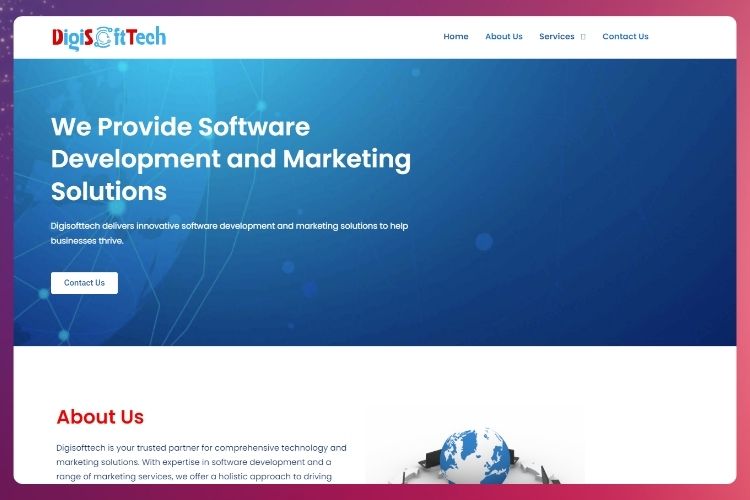 DigiSoftTech
Home About Us Services Contact Us
We Provide Software
Development and Marketing
Solutions
Digisofttech delivers innovative software development and marketing solutions to help
businesses thrive.
Contact Us
About Us
Digisofttech is your trusted partner for comprehensive technology and
marketing solutions. With expertise in software development and a
range of marketing services, we offer a holistic approach to driving